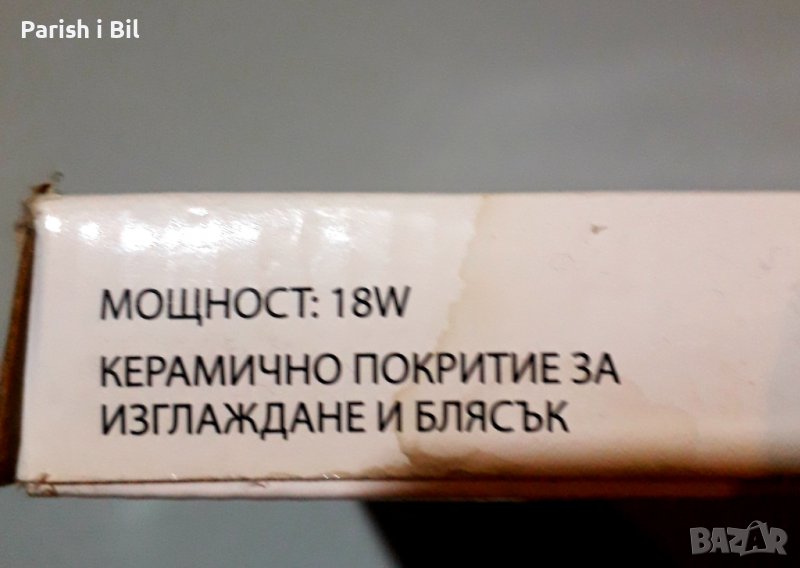 Parish i Bil
МОЩНОСТ: 18W
КЕРАМИЧНО ПОКРИТИЕ ЗА
ИЗГЛАЖДАНЕ И БЛЯСЪК
BAZAR